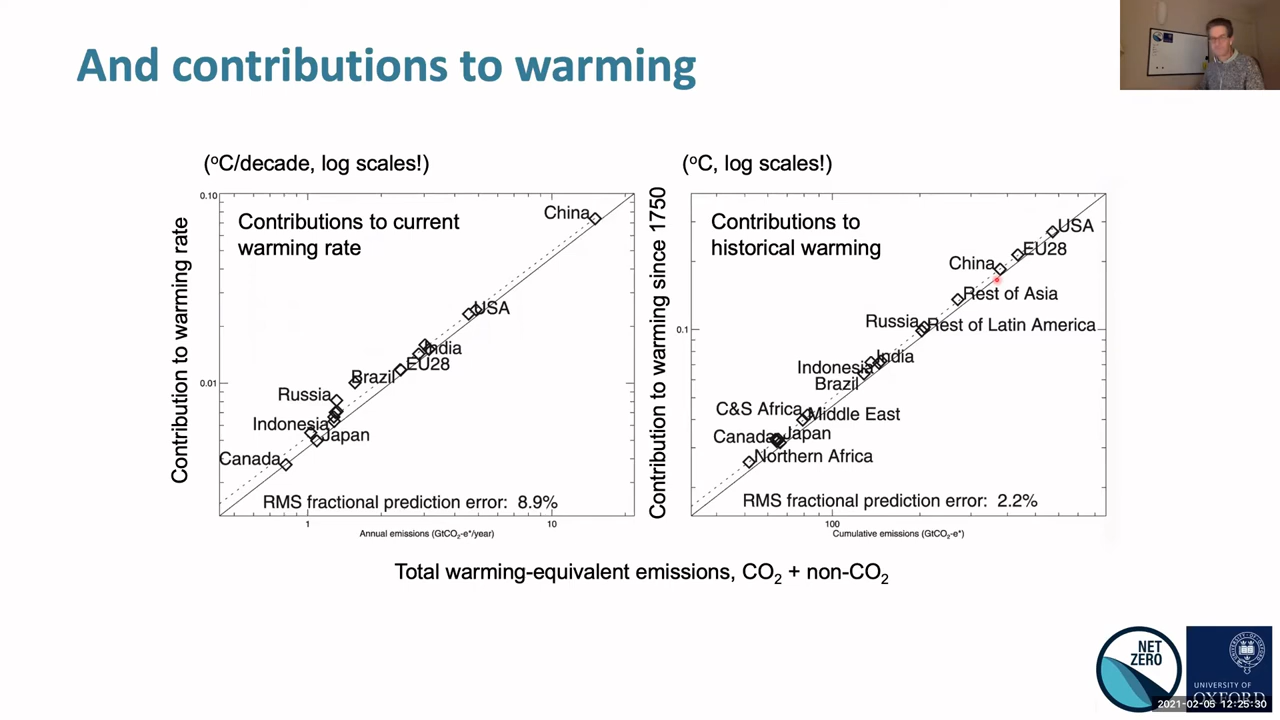 And contributions to warming
(°C/decade, log scales!)
(°C, log scales!)
Contribution to warming rate
0.10
0.01
Contributions to current
warming rate
China
USA
India
EU28
Brazil
Russia
Indonesia
Japan
Canada
RMS fractional prediction error: 8.9%
1
10
Annual emissions (GtCO₂-e*/year)
Contribution to warming since 1750
0.1
Contributions to
historical warming
USA
EU28
China
Rest of Asia
Russia
Rest of Latin America
India
Indonesia
Brazil
C&S Africa
Middle East
Canada
Japan
Northern Africa
RMS fractional prediction error: 2.2%
100
Cumulative emissions (GtCO₂-e*)
Total warming-equivalent emissions, CO₂ + non-CO₂
NET
ZERO
UNIVERSITY OF
OXFORD
2021-02-05 12:25:30